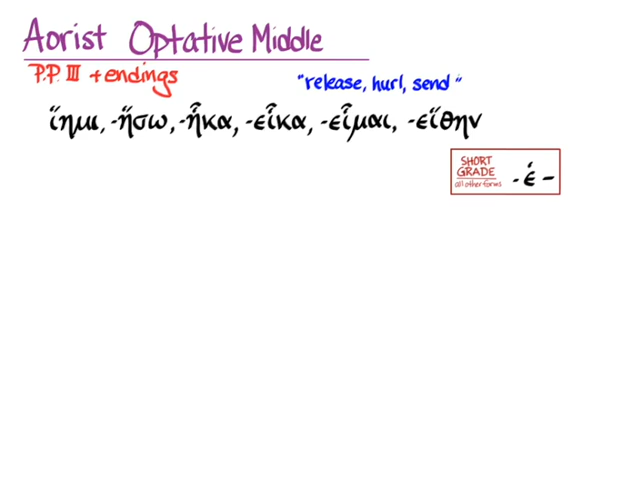 Aorist Optative Middle
P.P. III + endings
"release, hurl, send"
ἵημι, -ἥσω, -ἧκα, -εἷκα, -εἷμαι, -εἵθην
SHORT
GRADE
all other forms
-ἑ-